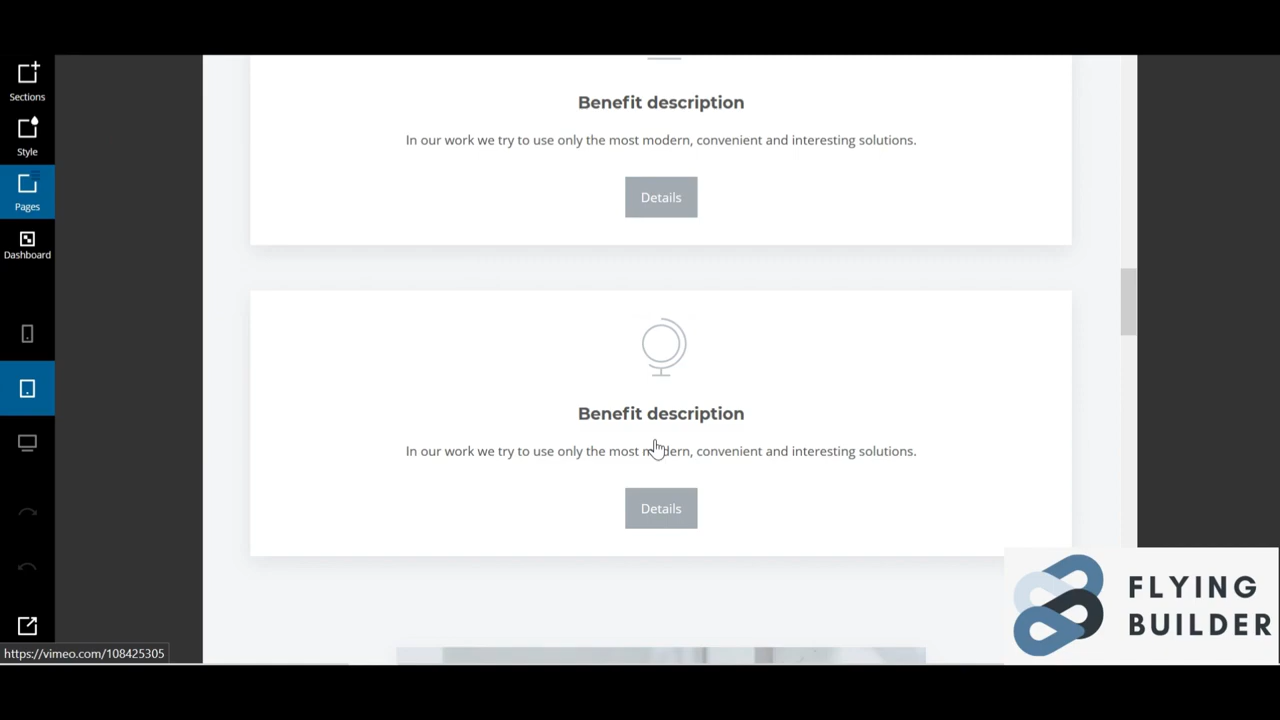 Sections
Style
Pages
Dashboard
Benefit description
In our work we try to use only the most modern, convenient and interesting solutions.
Details
Benefit description
In our work we try to use only the most modern, convenient and interesting solutions.
Details
FLYING
BUILDER
https://vimeo.com/108425305